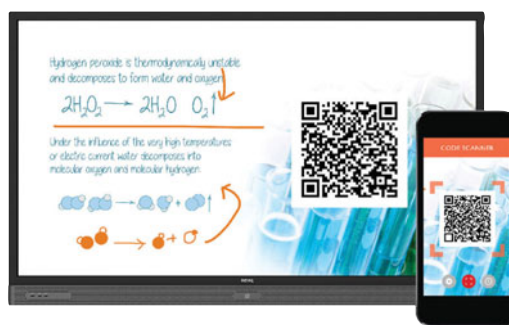 Hydrogen peroxide is thermodynamically unstable
and decomposes to form water and oxygen
2H₂O₂ → 2H₂O O₂↑
Under the influence of the very high temperatures
or electric current water decomposes into
molecular oxygen and molecular hydrogen.
+
+
CODE SCANNER
BENQ